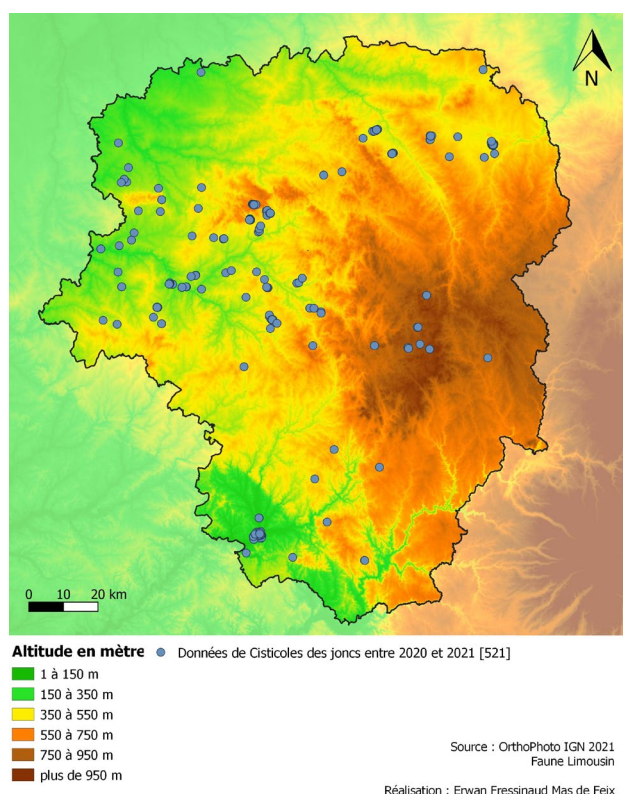 N
0 10 20 km
Altitude en mètre
Données de Cisticoles des joncs entre 2020 et 2021 [521]
1 à 150 m
150 à 350 m
350 à 550 m
550 à 750 m
750 à 950 m
plus de 950 m
Source : OrthoPhoto IGN 2021
Faune Limousin
Réalisation : Erwan Fressinaud Mas de Feix